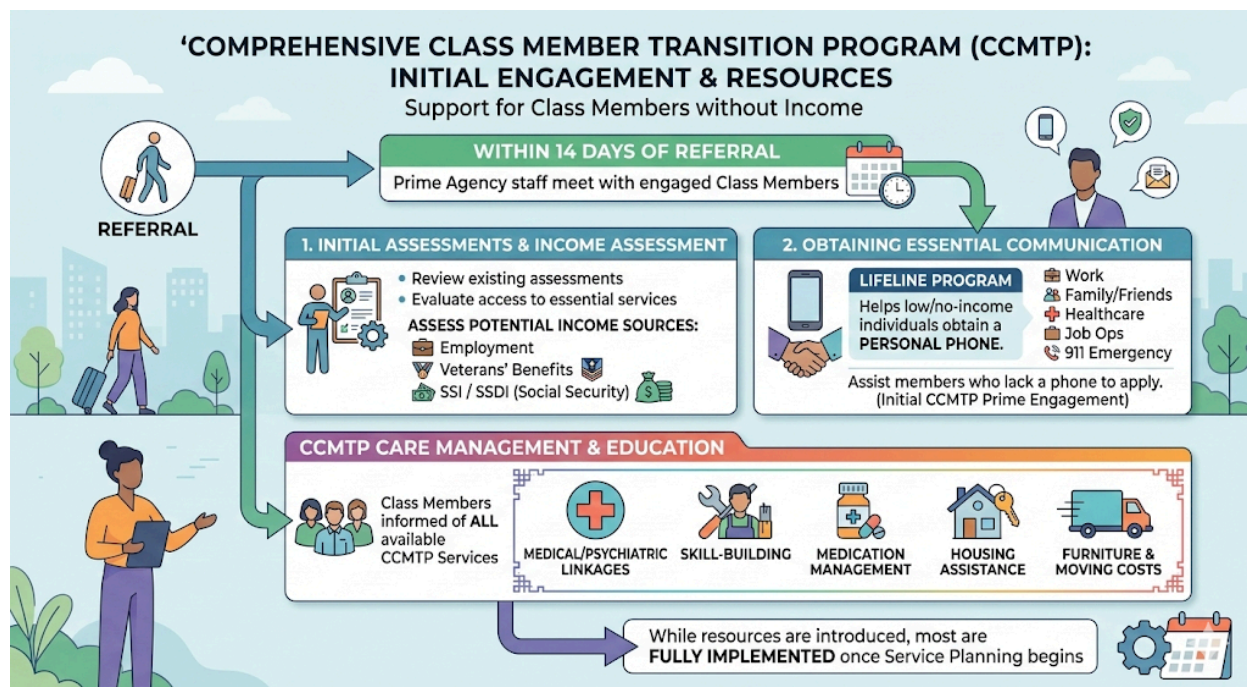 ‘COMPREHENSIVE CLASS MEMBER TRANSITION PROGRAM (CCMTP):
INITIAL ENGAGEMENT & RESOURCES
Support for Class Members without Income
REFERRAL
WITHIN 14 DAYS OF REFERRAL
Prime Agency staff meet with engaged Class Members
1. INITIAL ASSESSMENTS & INCOME ASSESSMENT
• Review existing assessments
• Evaluate access to essential services
ASSESS POTENTIAL INCOME SOURCES:
Employment
Veterans’ Benefits
SSI / SSDI (Social Security)
2. OBTAINING ESSENTIAL COMMUNICATION
LIFELINE PROGRAM
Helps low/no-income
individuals obtain a
PERSONAL PHONE.
Work
Family/Friends
Healthcare
Job Ops
911 Emergency
Assist members who lack a phone to apply.
(Initial CCMTP Prime Engagement)
CCMTP CARE MANAGEMENT & EDUCATION
Class Members
informed of ALL
available
CCMTP Services
MEDICAL/PSYCHIATRIC
LINKAGES
SKILL-BUILDING
MEDICATION
MANAGEMENT
HOUSING
ASSISTANCE
FURNITURE &
MOVING COSTS
While resources are introduced, most are
FULLY IMPLEMENTED once Service Planning begins